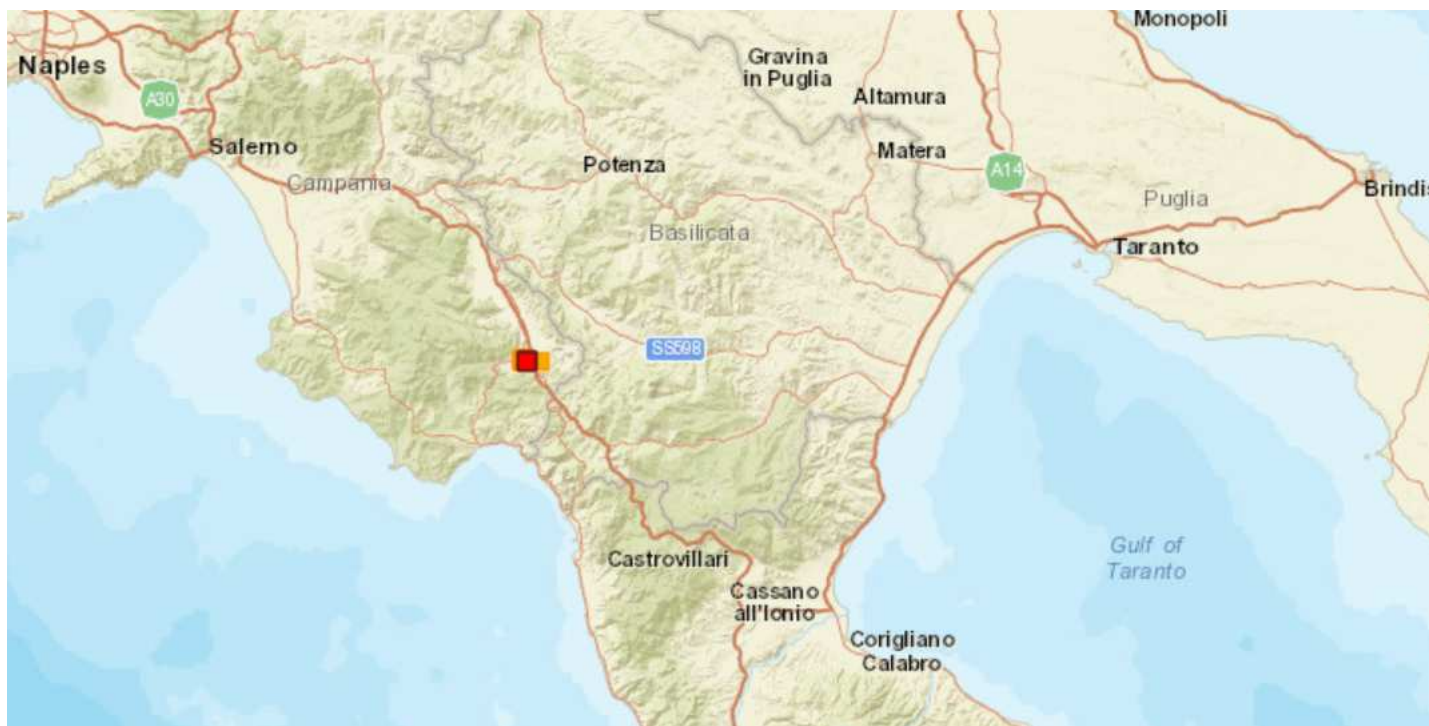 Monopoli
Naples
Gravina
in Puglia
A30
Altamura
Salerno
Matera
Potenza
A14
Campania
Puglia
Brindis
Basilicata
Taranto
SS598
Gulf of
Taranto
Castrovillari
Cassano
all'Ionio
Corigliano
Calabro